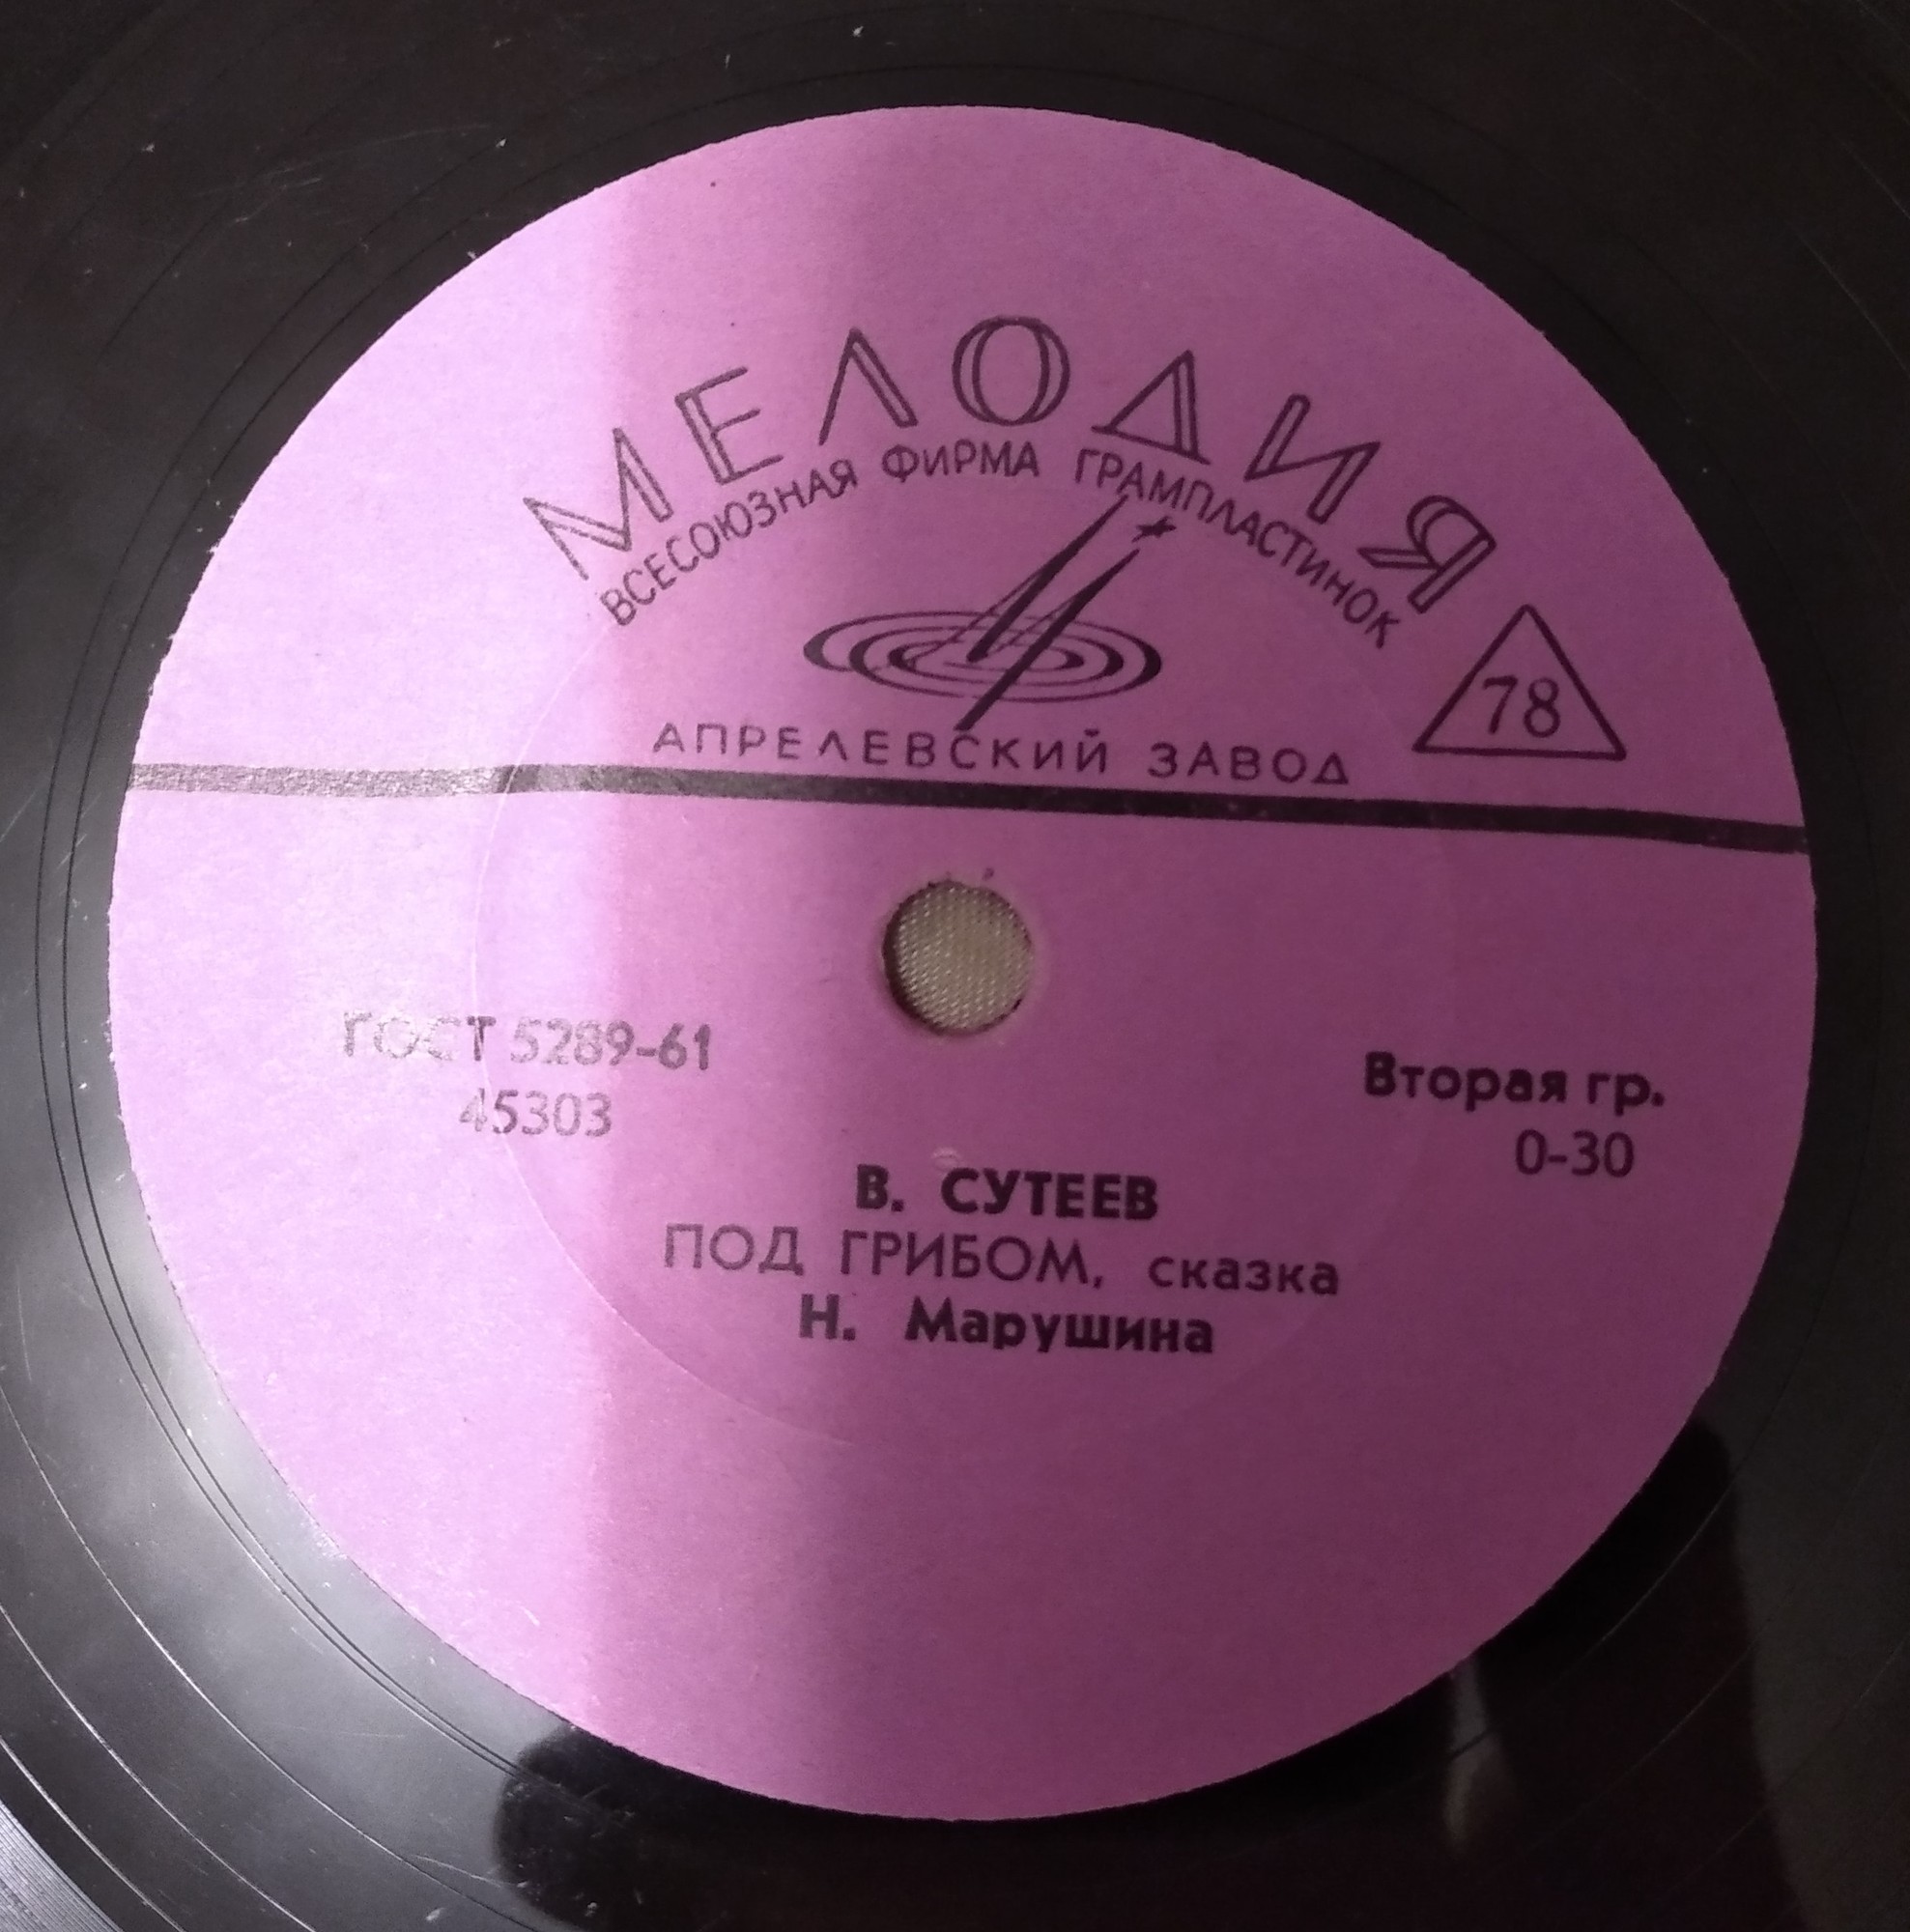 МЕЛОДИЯ
ВСЕСОЮЗНАЯ ФИРМА ГРАМПЛАСТИНОК
АПРЕЛЕВСКИЙ ЗАВОД
78
ГОСТ 5289-61
45303
Вторая гр.
0-30
В. СУТЕЕВ
ПОД ГРИБОМ, сказка
Н. Марушина